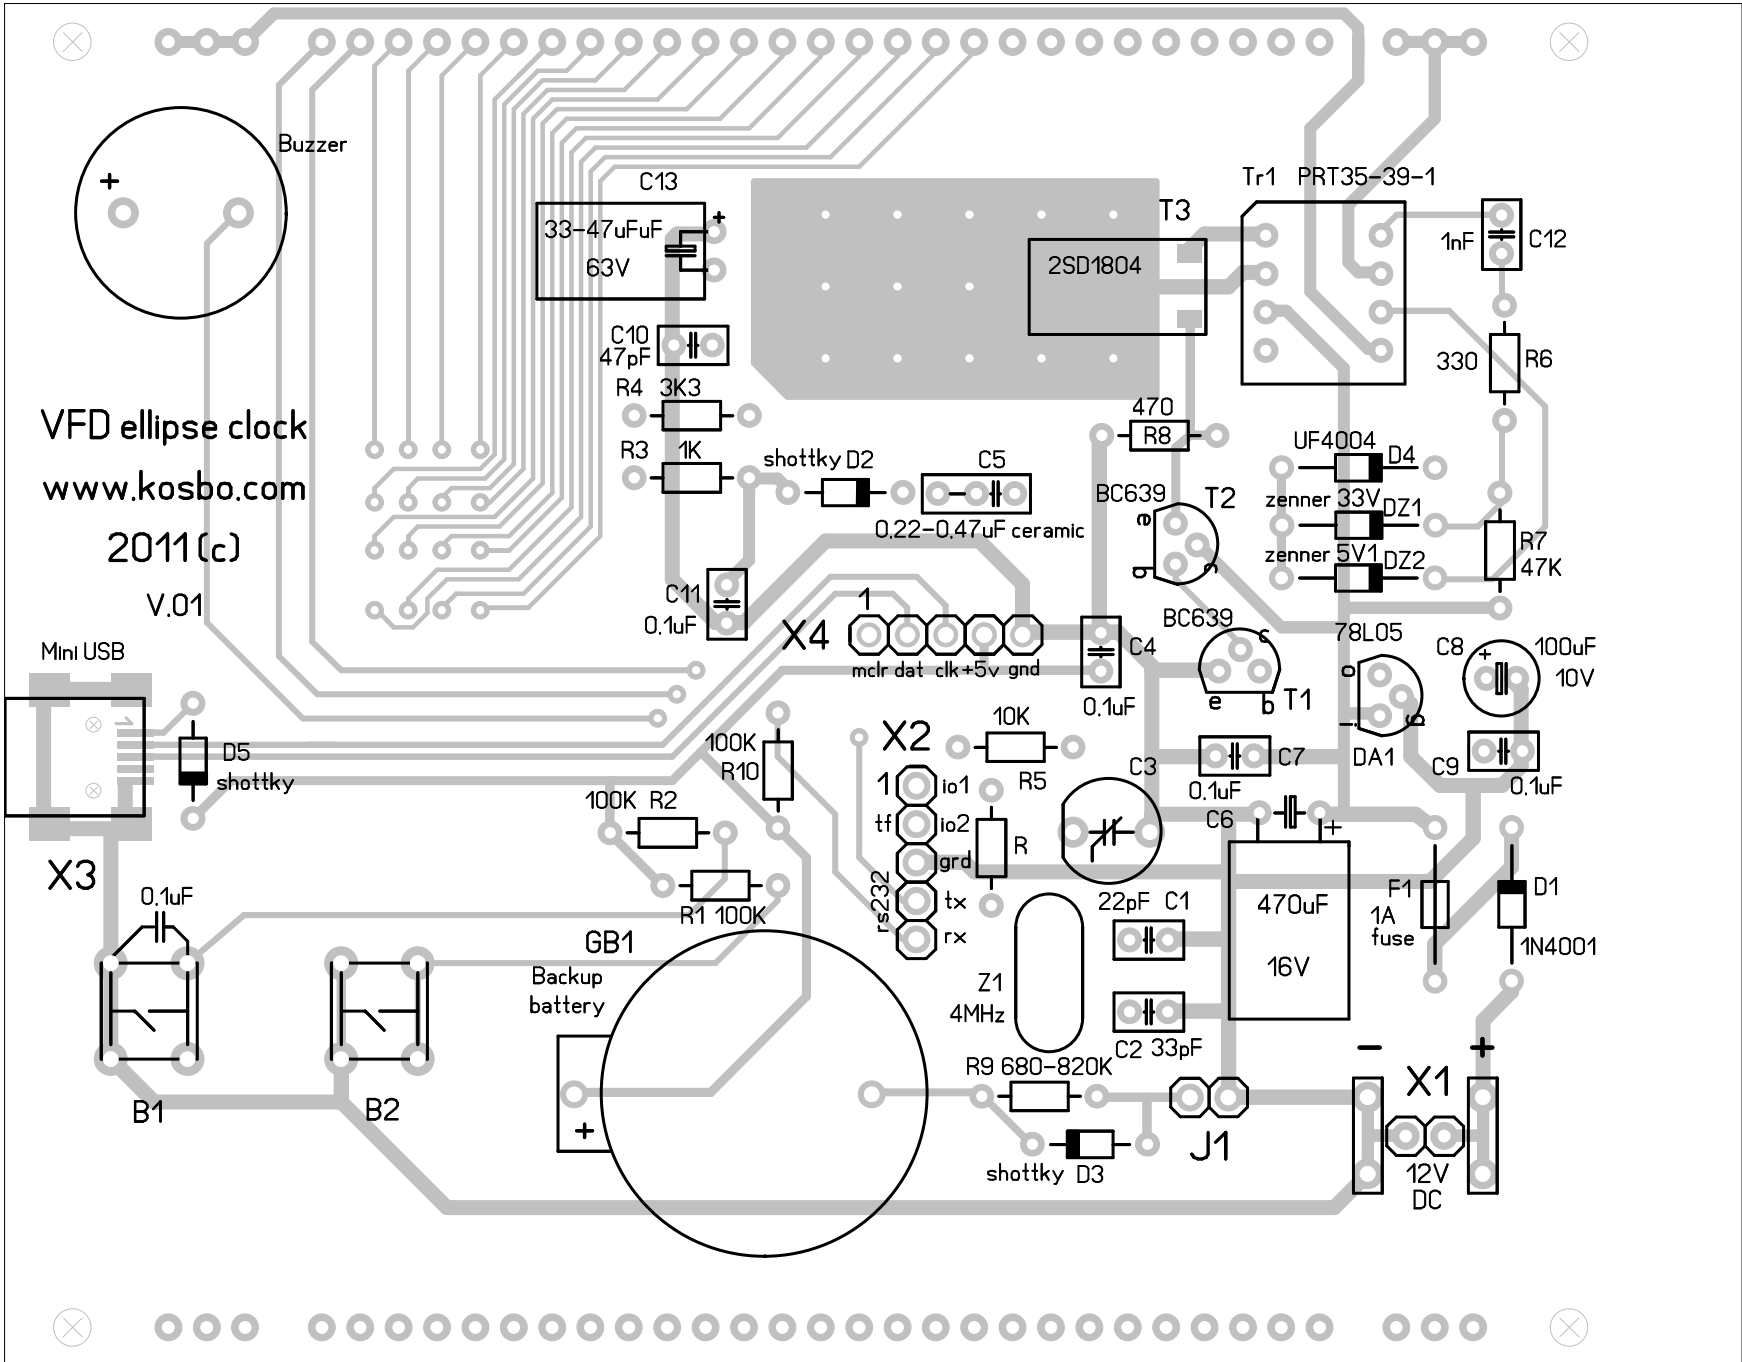 Buzzer
+
C13
+
33-47uFuF
63V
T3
2SD1804
Tr1 PRT35-39-1
1nF
C12
C10
47pF
R4 3K3
R3 1K
330
R6
VFD ellipse clock
www.kosbo.com
2011(c)
V.01
470
R8
shottky D2
C5
0.22-0.47uF ceramic
BC639
T2
e
b
c
UF4004
D4
zenner 33V
DZ1
zenner 5V1
DZ2
R7
47K
C11
0.1uF
X4
1
mclr dat clk +5v gnd
C4
0.1uF
BC639
c
e
b
T1
78L05
o
g
i
DA1
C8
+
100uF
10V
Mini USB
1
D5
shottky
X3
100K
R10
X2
1
io1
tf
io2
grd
tx
rx
rs232
10K
R5
R
C3
C7
0.1uF
C9
0.1uF
100K R2
R1 100K
C6
+
470uF
16V
F1
1A
fuse
D1
1N4001
0.1uF
B1
B2
GB1
Backup
battery
+
22pF C1
Z1
4MHz
C2 33pF
R9 680-820K
shottky D3
J1
-
+
X1
12V
DC